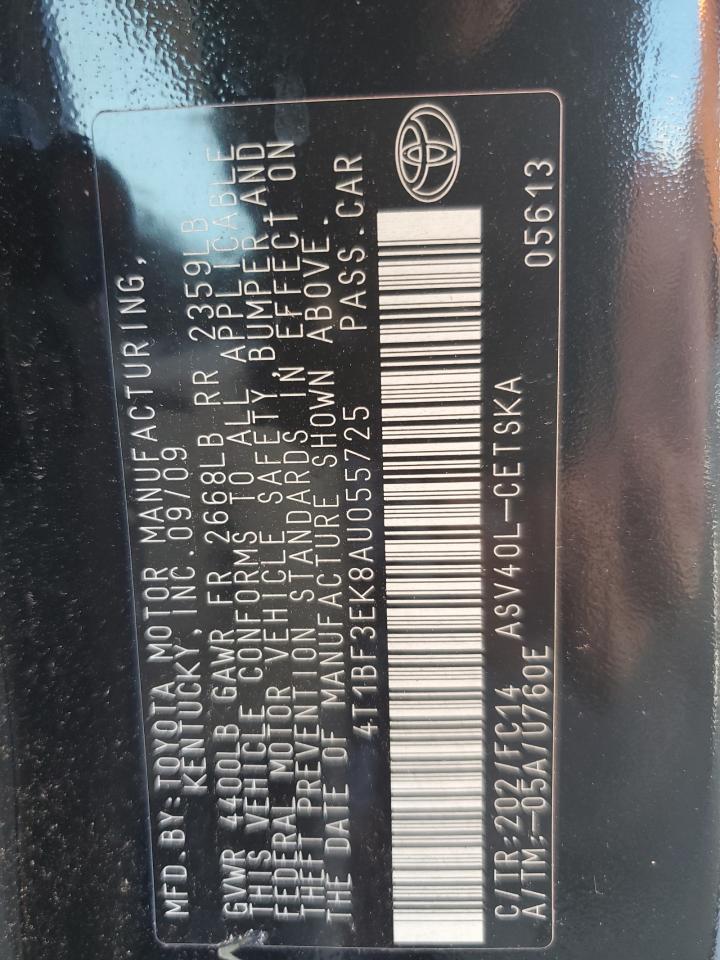 MFD.BY:TOYOTA MOTOR MANUFACTURING,
KENTUCKY, INC.09/09
GVWR 4400LB GAWR FR 2668LB RR 2359LB
THIS VEHICLE CONFORMS TO ALL APPLICABLE
FEDERAL MOTOR VEHICLE SAFETY, BUMPER AND
THEFT PREVENTION STANDARDS IN EFFECT ON
THE DATE OF MANUFACTURE SHOWN ABOVE.
4T1BF3EK8AU055725 PASS.CAR
C/TR:202/FC14 ASV40L-CETSKA 05613
A/TM:-05A/U760E